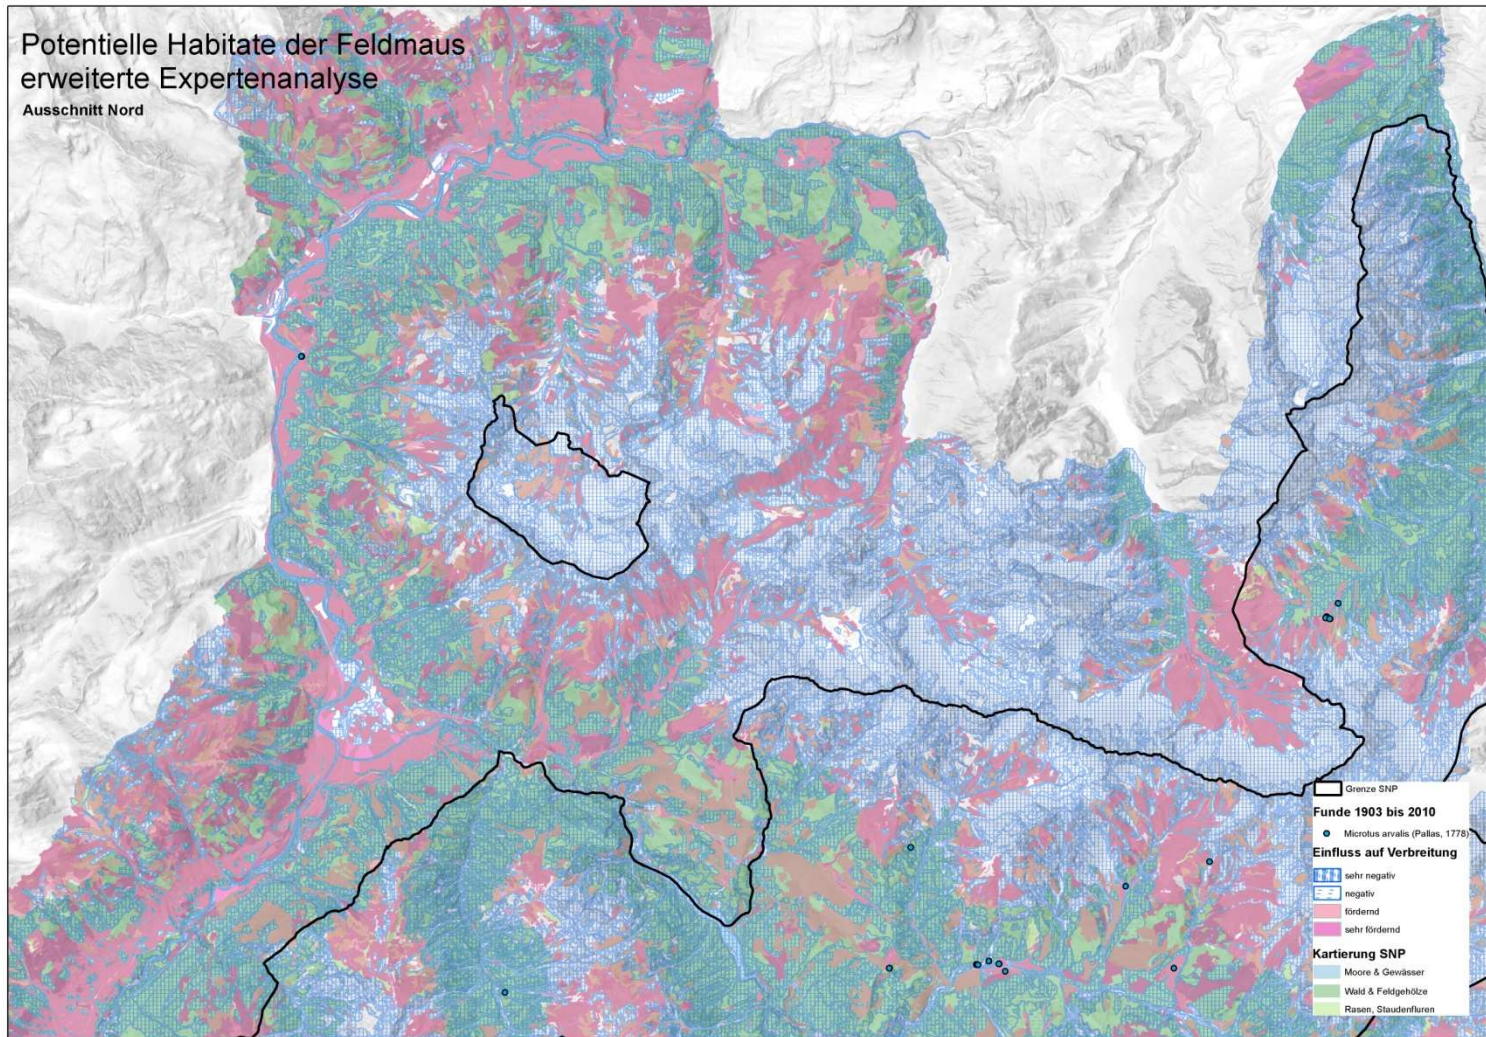 Potentielle Habitate der Feldmaus
erweiterte Expertenanalyse
Ausschnitt Nord
Grenze SNP
Funde 1903 bis 2010
Microtus arvalis (Pallas, 1778)
Einfluss auf Verbreitung
sehr negativ
negativ
fördernd
sehr fördernd
Kartierung SNP
Moore & Gewässer
Wald & Feldgehölze
Rasen, Staudenfluren